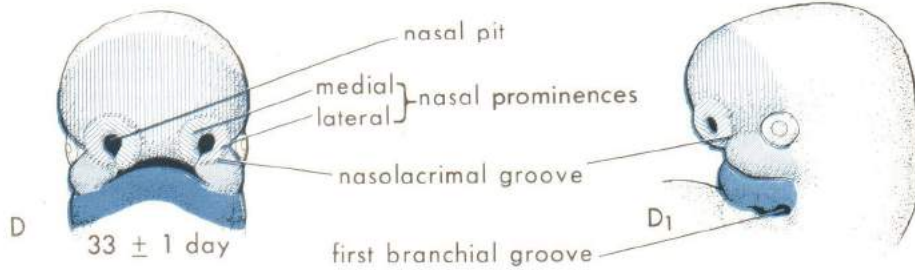 nasal pit
medial
lateral
nasal prominences
nasolacrimal groove
D
33 ± 1 day
D1
first branchial groove